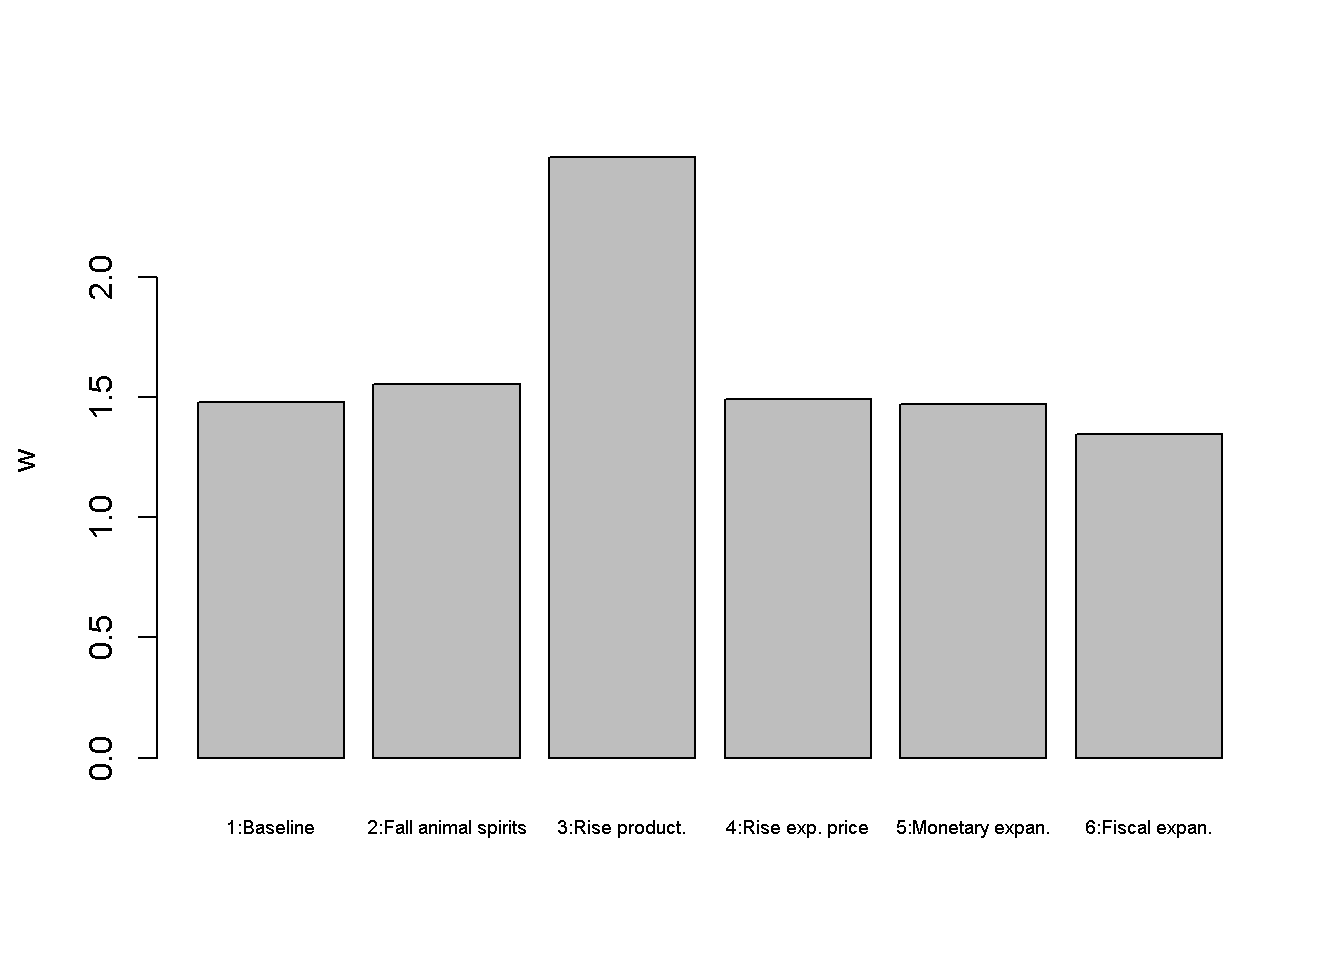 w
2.0
1.5
1.0
0.5
0.0
1:Baseline 2:Fall animal spirits 3:Rise product. 4:Rise exp. price 5:Monetary expan. 6:Fiscal expan.